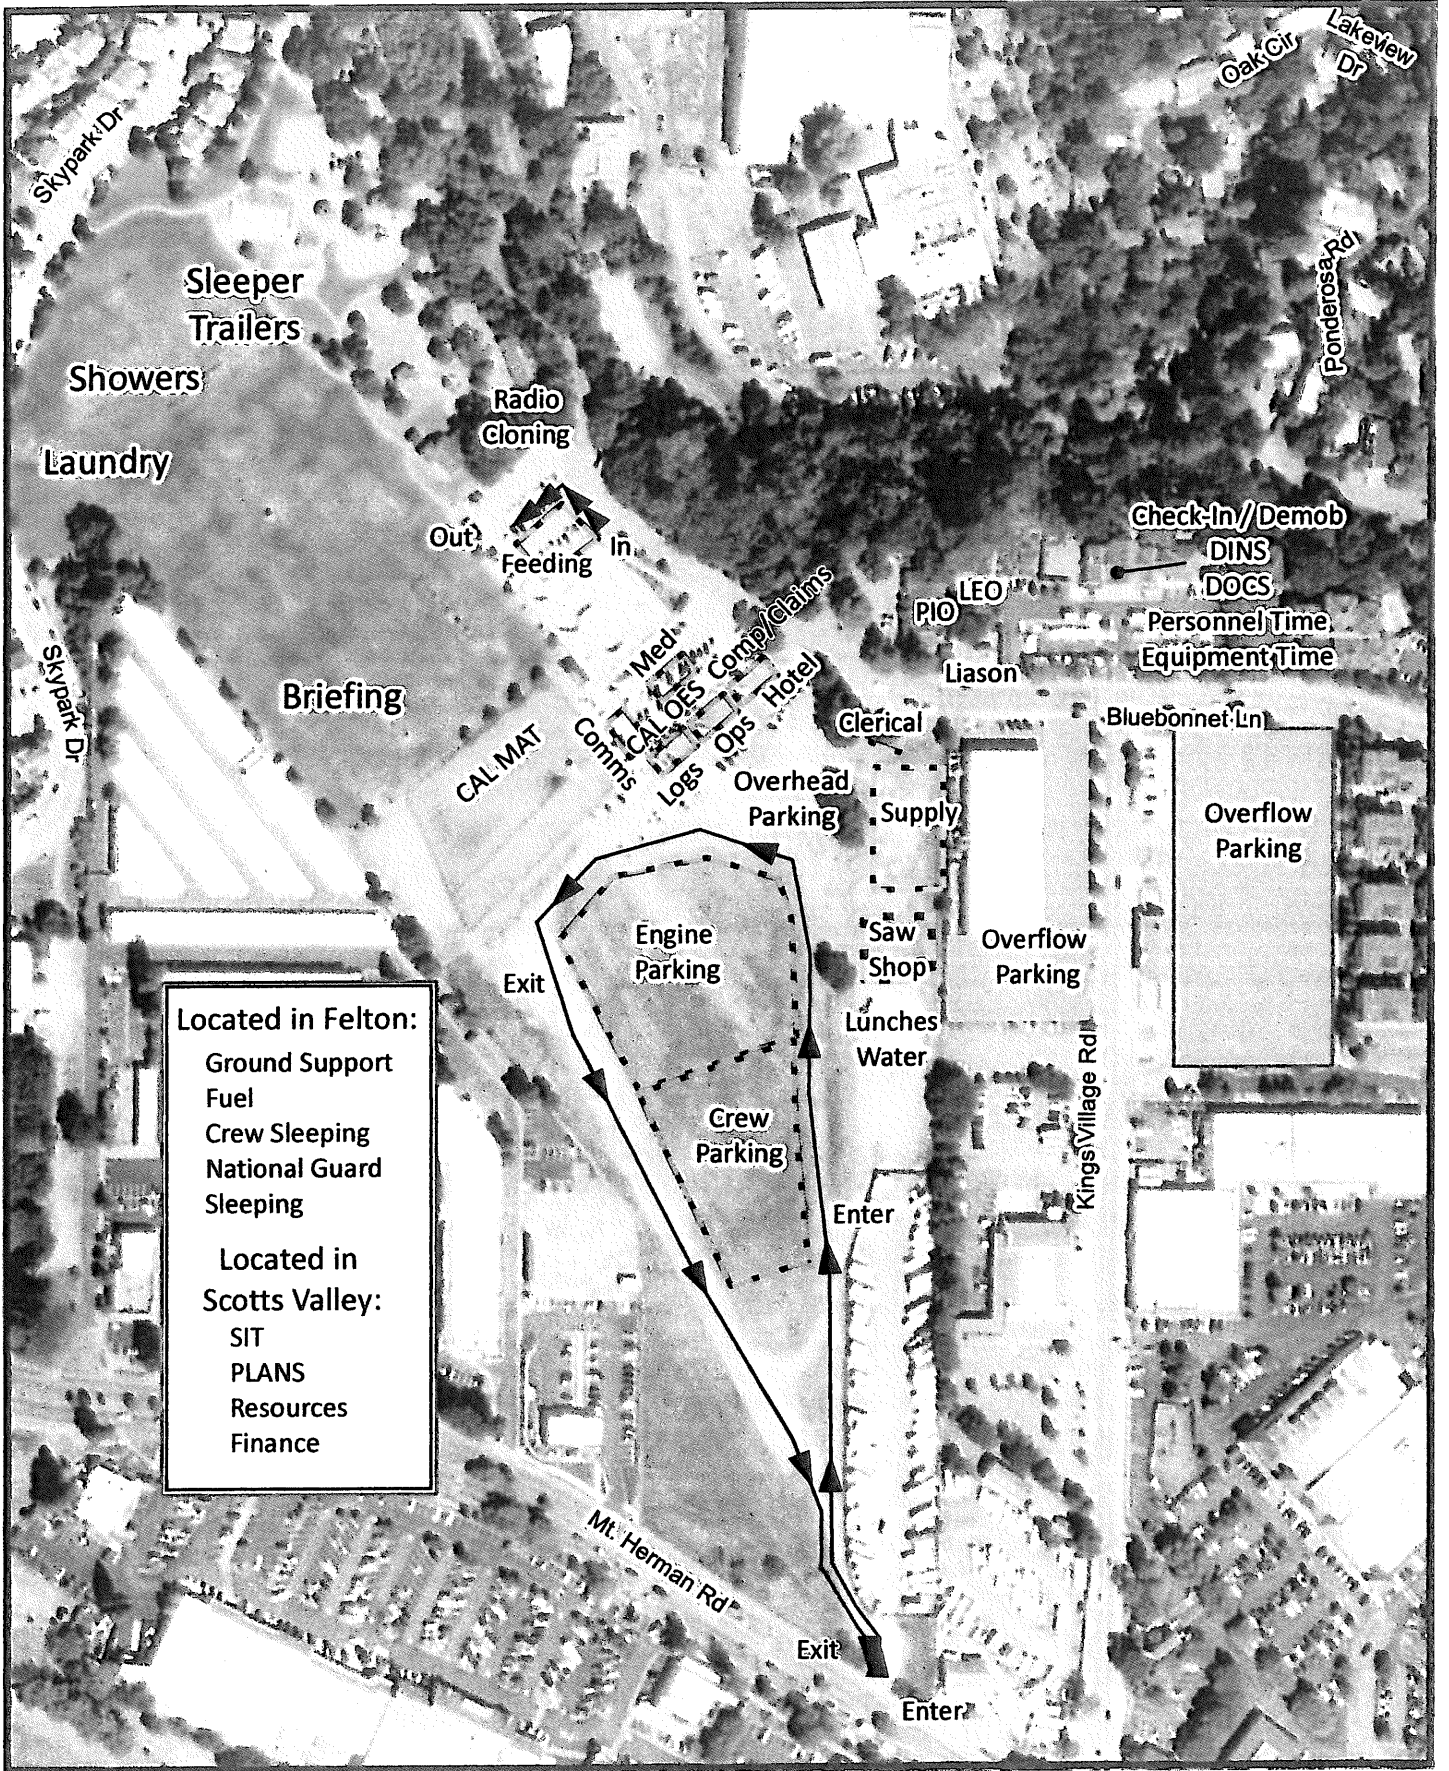 Lakeview
Dr
Oak Cir
Skypark Dr
Ponderosa Rd
Sleeper
Trailers
Showers
Laundry
Radio
Cloning
Out
In
Feeding
Check-In / Demob
DINS
DOCS
Personnel Time
Equipment Time
LEO
PIO
Liason
Bluebonnet Ln
Skypark Dr
Briefing
CAL MAT
Med
Comp/Claims
CAL OES
Hotel
Comms
Ops
Logs
Clerical
Overhead
Parking
Supply
Overflow
Parking
Engine
Parking
Saw
Shop
Overflow
Parking
Exit
Lunches
Water
Kings Village Rd
Crew
Parking
Enter
Located in Felton:
Ground Support
Fuel
Crew Sleeping
National Guard
Sleeping
Located in
Scotts Valley:
SIT
PLANS
Resources
Finance
Mt. Herman Rd
Exit
Enter